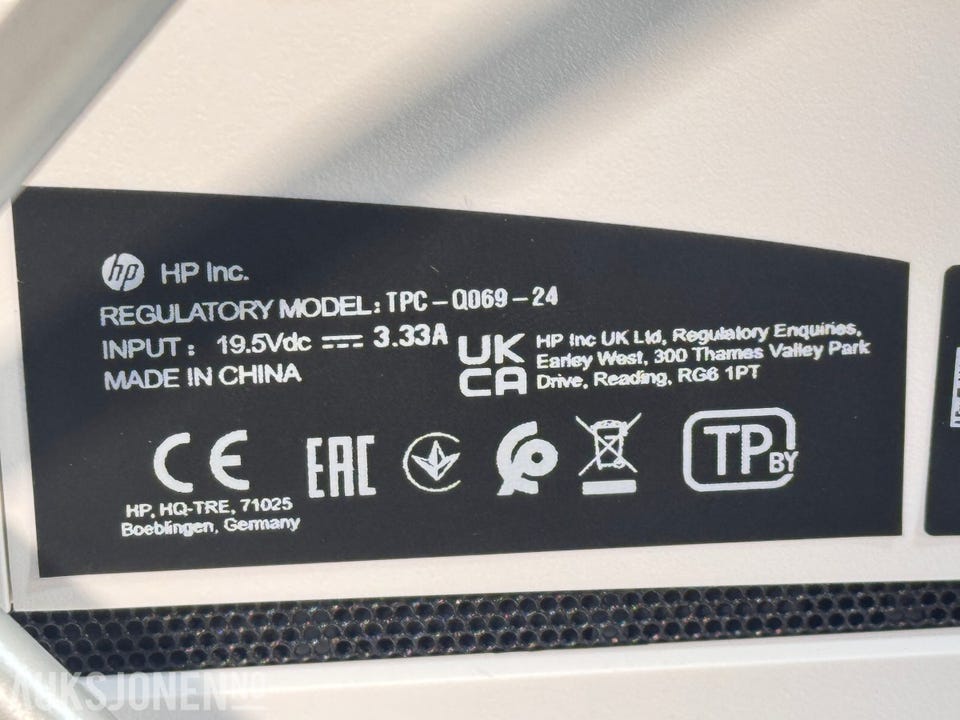 hp HP Inc.
REGULATORY MODEL: TPC-Q069-24
INPUT: 19.5Vdc ⎓ 3.33A
MADE IN CHINA
UK
CA
HP Inc UK Ltd, Regulatory Enquiries,
Earley West, 300 Thames Valley Park
Drive, Reading, RG6 1PT
CE
HP, HQ-TRE, 71025
Boeblingen, Germany
EAC
TP BY
AUKSJONEN NO